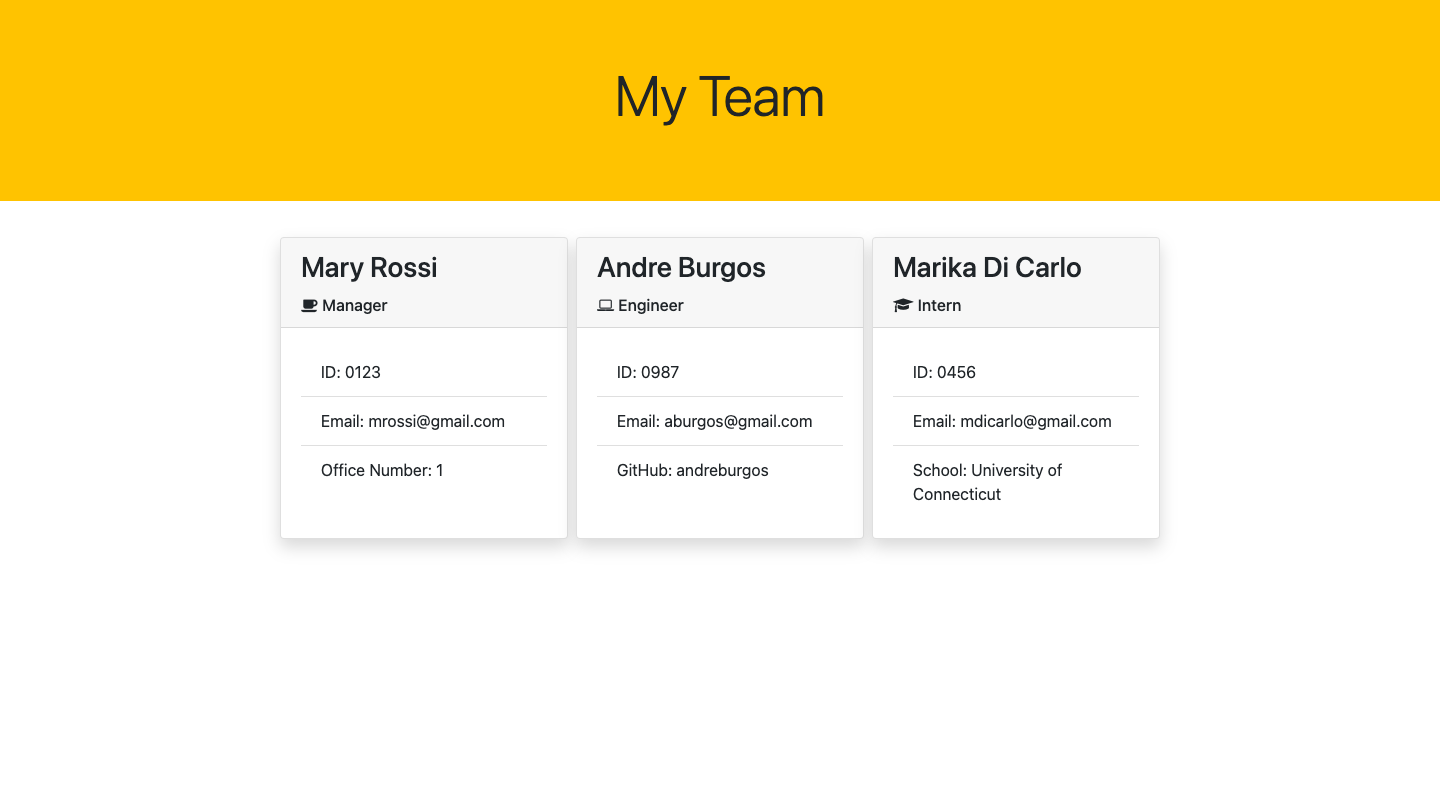 My Team
Mary Rossi
Manager
ID: 0123
Email: mrossi@gmail.com
Office Number: 1
Andre Burgos
Engineer
ID: 0987
Email: aburgos@gmail.com
GitHub: andreburgos
Marika Di Carlo
Intern
ID: 0456
Email: mdicarlo@gmail.com
School: University of
Connecticut